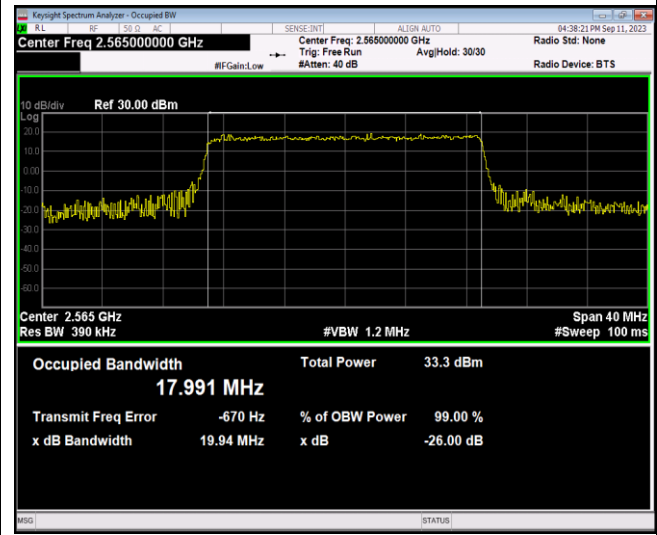 Keysight Spectrum Analyzer - Occupied BW
RL RF 50 Ω AC SENSE:INT ALIGN AUTO 04:38:21 PM Sep 11, 2023
Center Freq 2.565000000 GHz Center Freq: 2.565000000 GHz Radio Std: None
Trig: Free Run Avg|Hold: 30/30
#IFGain:Low #Atten: 40 dB Radio Device: BTS
10 dB/div Ref 30.00 dBm
Log
20.0
10.0
0.00
-10.0
-20.0
-30.0
-40.0
-50.0
-60.0
Center 2.565 GHz Span 40 MHz
Res BW 390 kHz #VBW 1.2 MHz #Sweep 100 ms
Occupied Bandwidth Total Power 33.3 dBm
17.991 MHz
Transmit Freq Error -670 Hz % of OBW Power 99.00 %
x dB Bandwidth 19.94 MHz x dB -26.00 dB
MSG STATUS